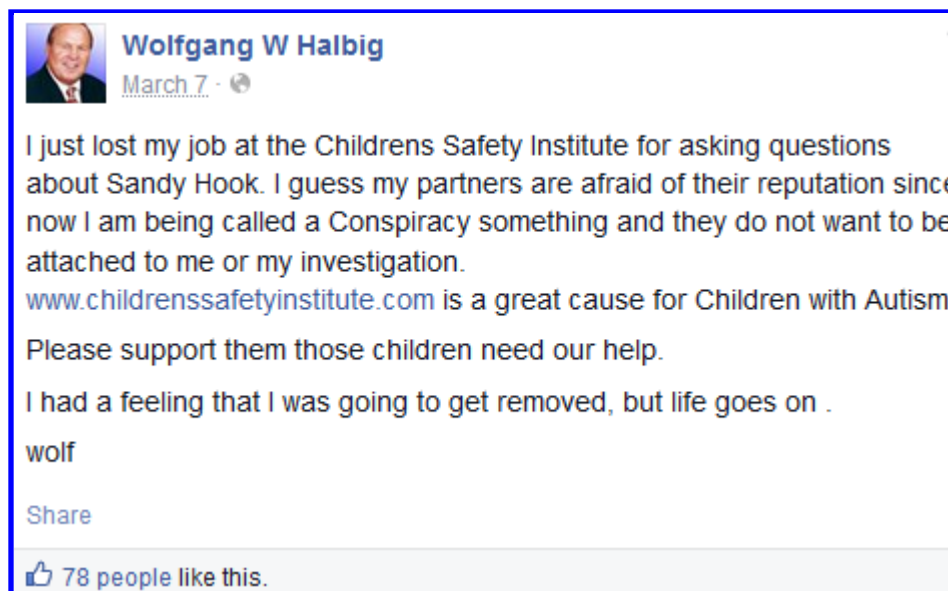 Wolfgang W Halbig
March 7 ·
I just lost my job at the Childrens Safety Institute for asking questions
about Sandy Hook. I guess my partners are afraid of their reputation since
now I am being called a Conspiracy something and they do not want to be
attached to me or my investigation.
www.childrenssafetyinstitute.com is a great cause for Children with Autism
Please support them those children need our help.
I had a feeling that I was going to get removed, but life goes on .
wolf
Share
78 people like this.